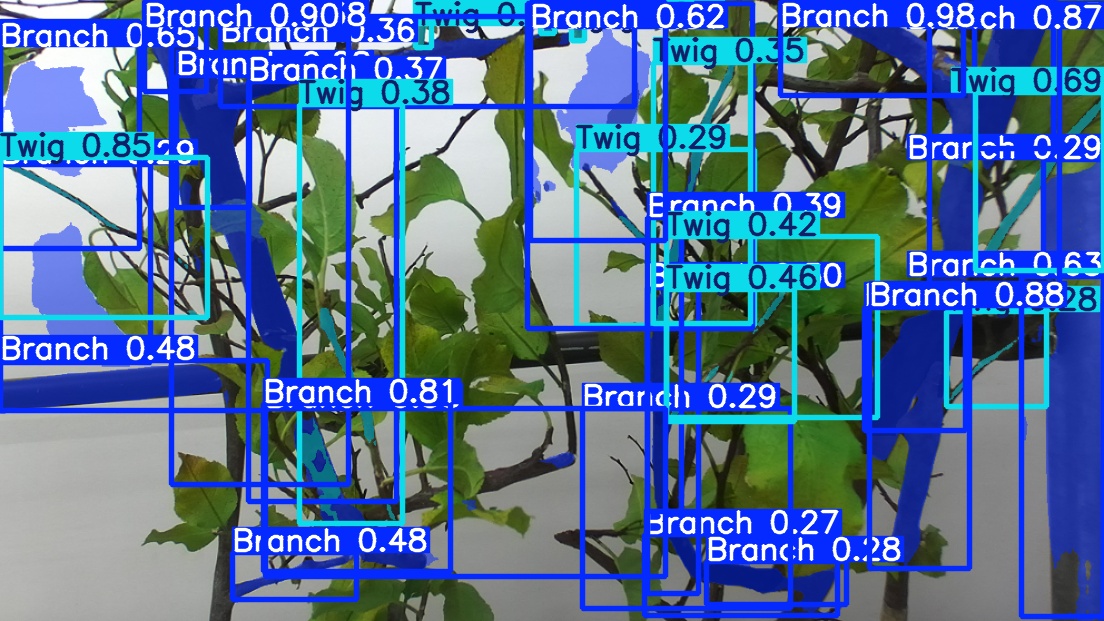 Branch 0.65
Branch 0.90
Branch 0.36
Branch 0.37
Twig 0.38
Branch 0.62
Twig 0.35
Branch 0.98
ch 0.87
Twig 0.69
Twig 0.85
Twig 0.29
Branch 0.29
Branch 0.39
Twig 0.42
Twig 0.46
Branch 0.63
Branch 0.88
Branch 0.48
Branch 0.81
Branch 0.29
Branch 0.27
Branch 0.28
Branch 0.48